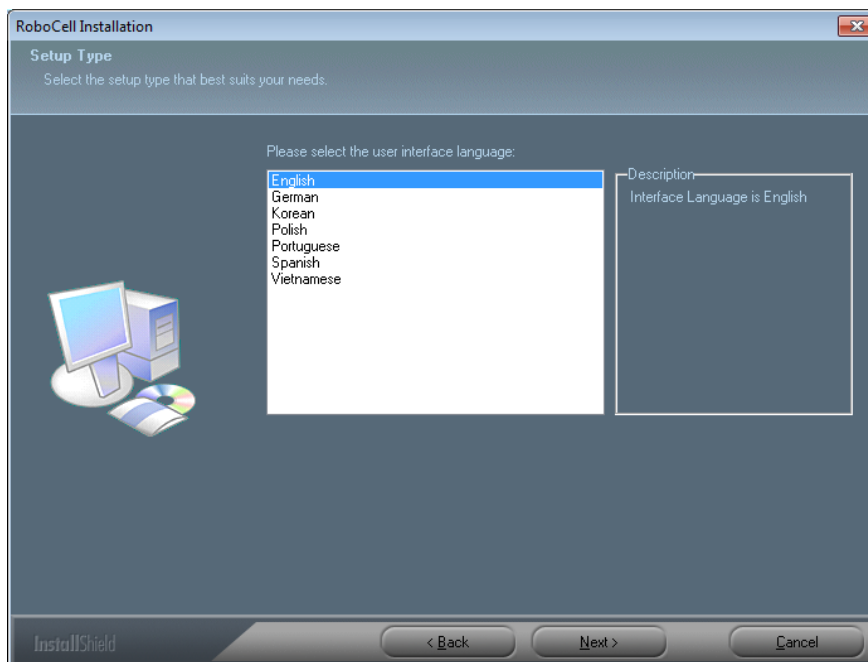 RoboCell Installation
Setup Type
Select the setup type that best suits your needs.
Please select the user interface language:
English
German
Korean
Polish
Portuguese
Spanish
Vietnamese
Description
Interface Language is English
InstallShield
< Back
Next >
Cancel